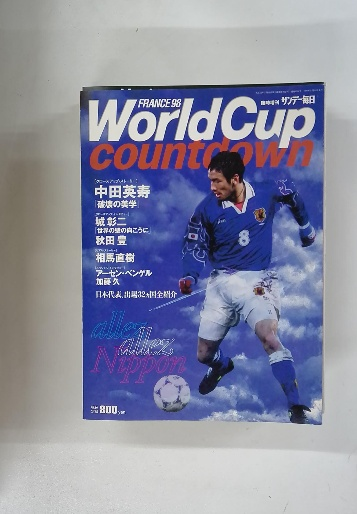 FRANCE98
臨時増刊 サンデー毎日
World Cup
countdown
中田英寿
「破壊の美学」
城 彰二
「世界の壁の向こうに」
秋田 豊
相馬直樹
アーセン・ベンゲル
加藤 久
日本代表、出場32ヵ国全紹介
8
allez
allez
Nippon
800